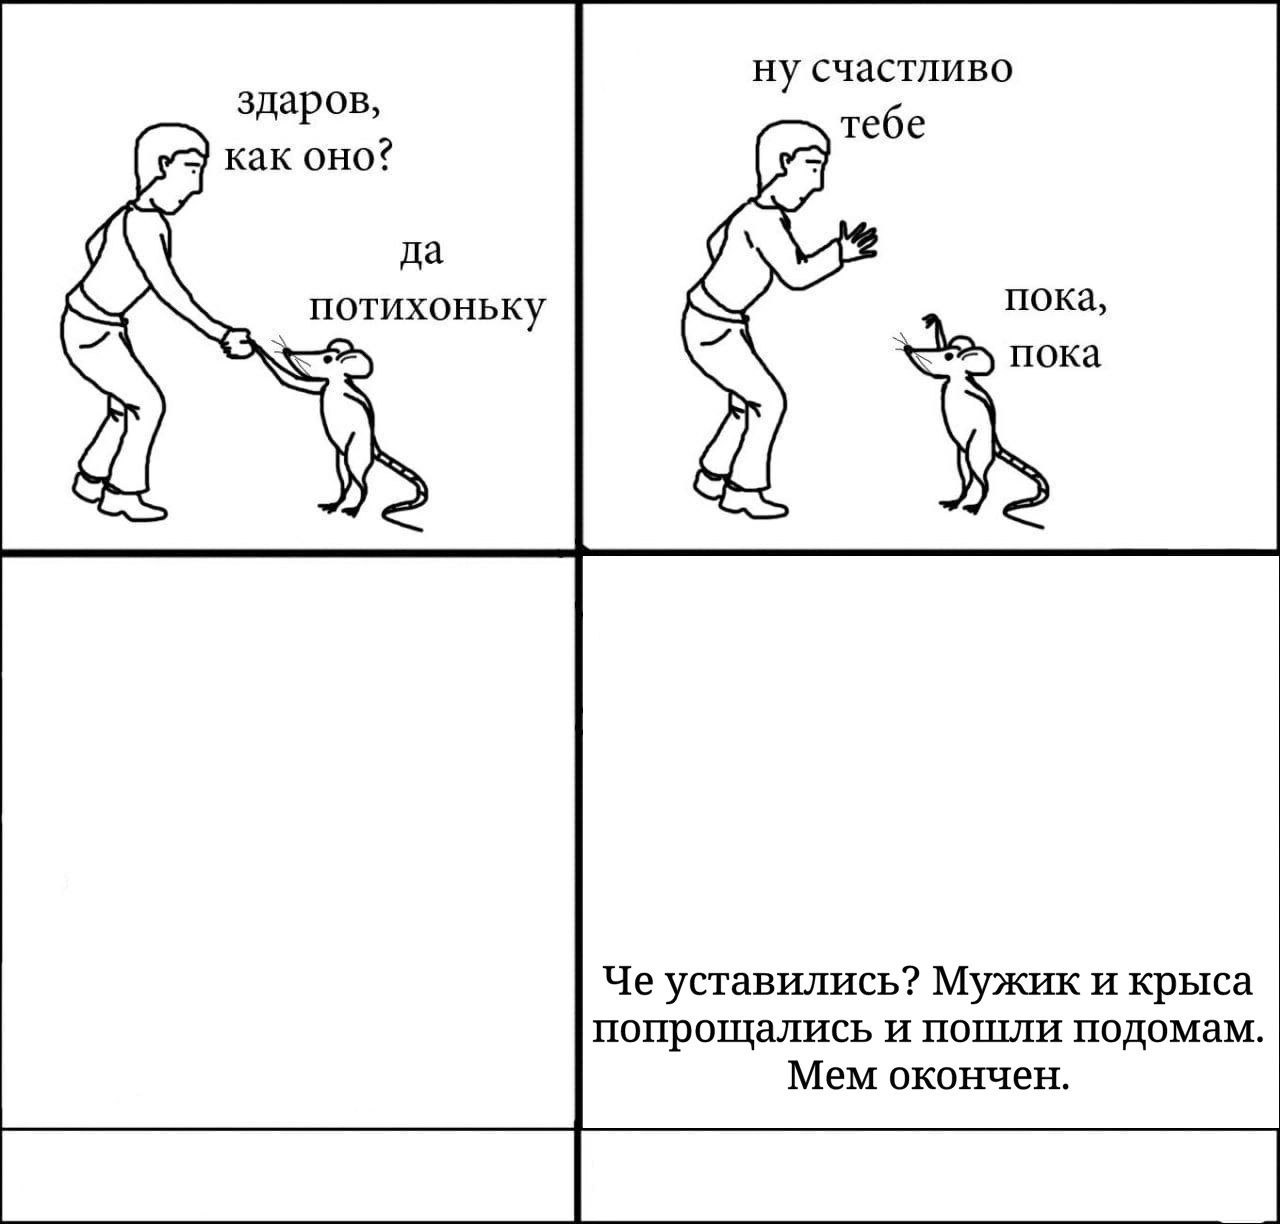 здаров,
как оно?
да
потихоньку
ну счастливо
тебе
пока,
пока
Че уставились? Мужик и крыса
попрощались и пошли подомам.
Мем окончен.